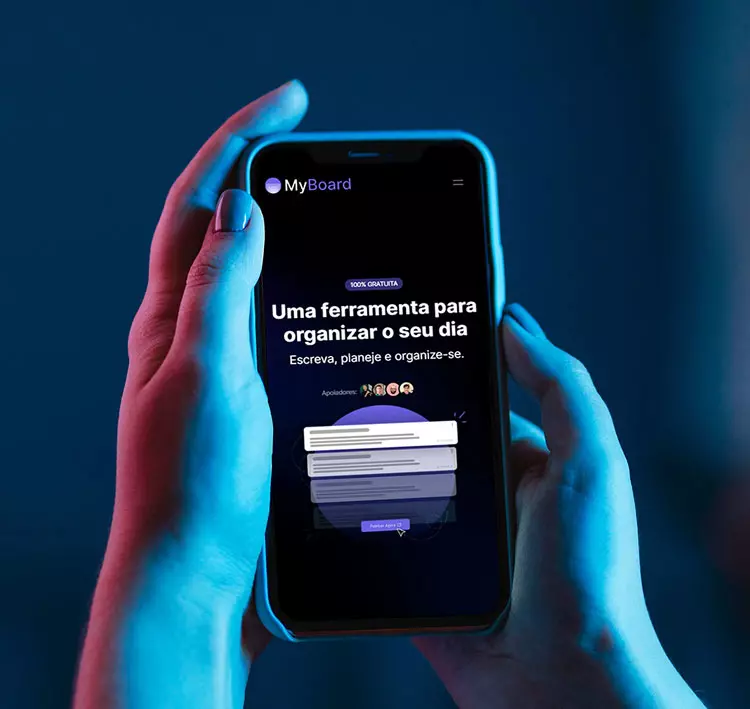 MyBoard
100% GRATUITA
Uma ferramenta para
organizar o seu dia
Escreva, planeje e organize-se.
Apoiadores: